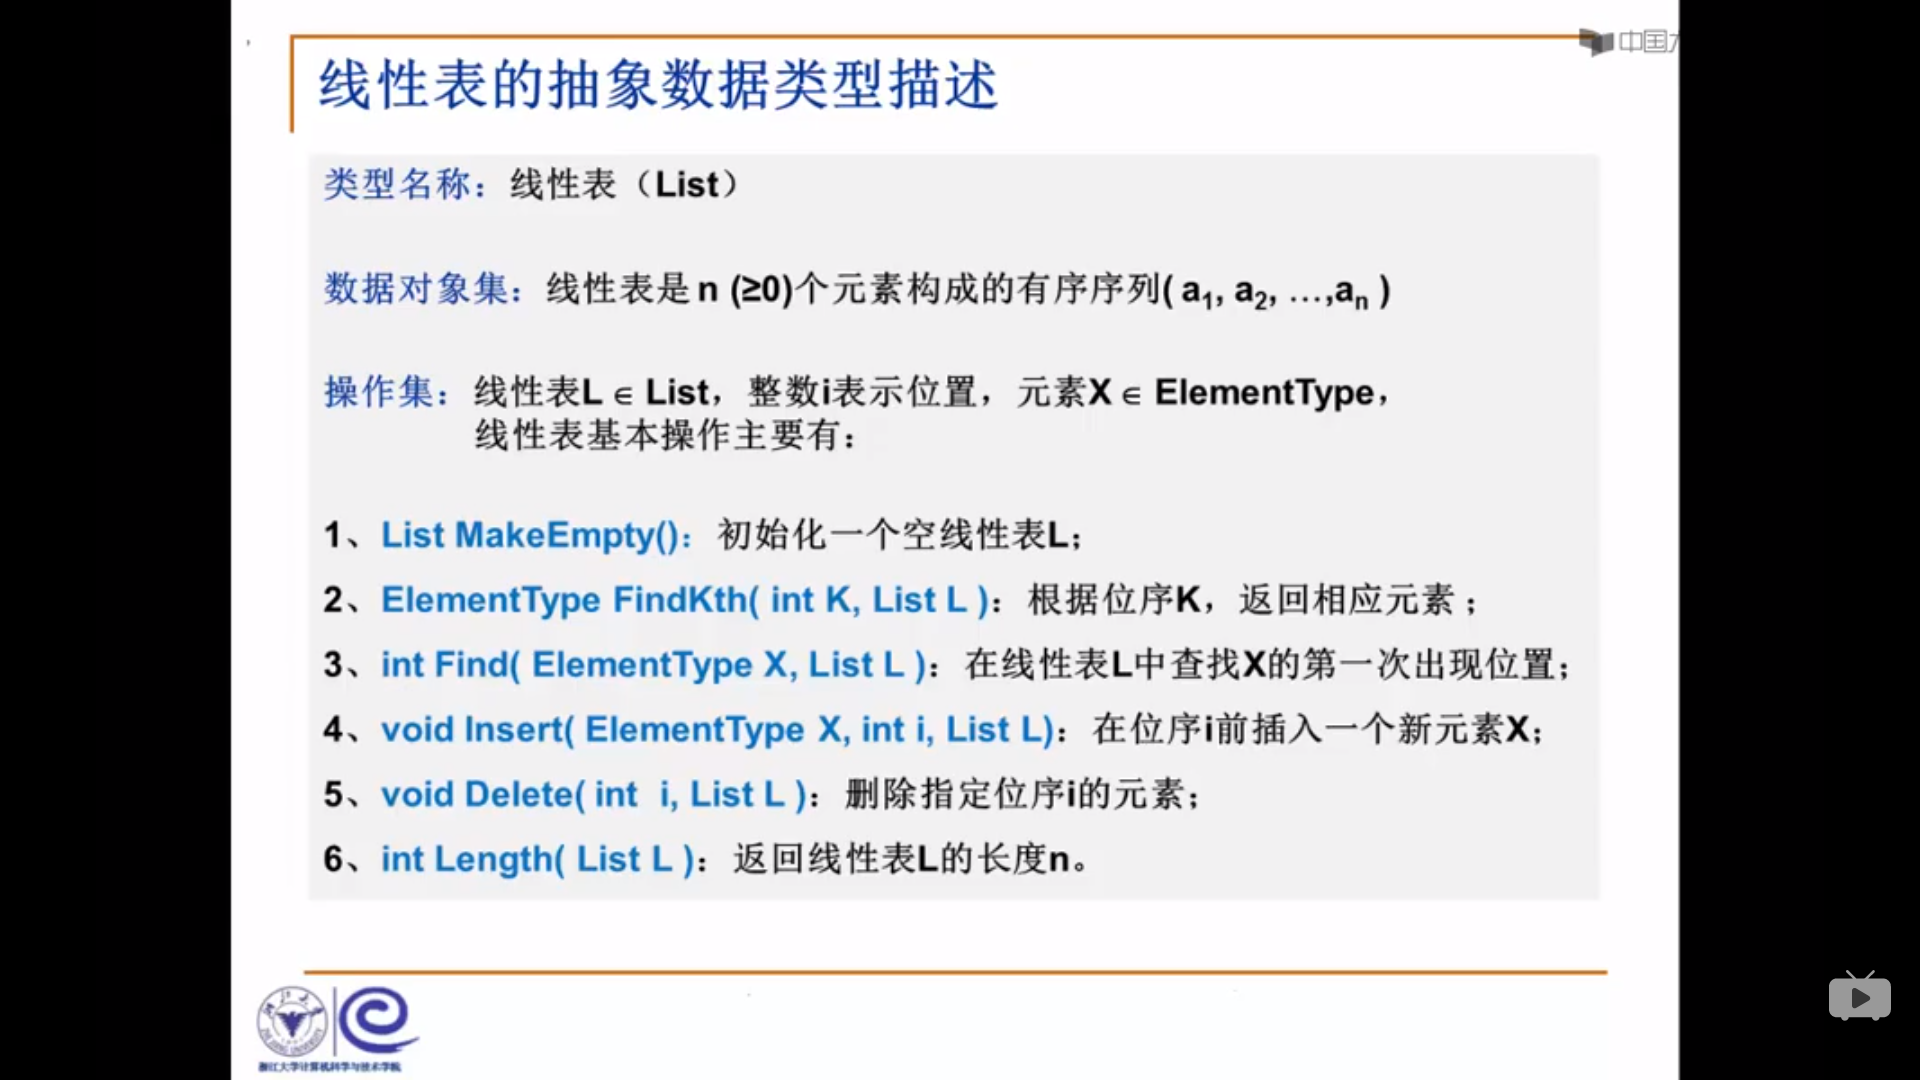 中国
线性表的抽象数据类型描述
类型名称：线性表（List）
数据对象集：线性表是 n (≥0)个元素构成的有序序列( a1, a2, …,an )
操作集：线性表L ∈ List，整数i表示位置，元素X ∈ ElementType，
线性表基本操作主要有：
1、List MakeEmpty()：初始化一个空线性表L；
2、ElementType FindKth( int K, List L )：根据位序K，返回相应元素；
3、int Find( ElementType X, List L )：在线性表L中查找X的第一次出现位置；
4、void Insert( ElementType X, int i, List L)：在位序i前插入一个新元素X；
5、void Delete( int i, List L )：删除指定位序i的元素；
6、int Length( List L )：返回线性表L的长度n。
浙江大学计算机科学与技术学院